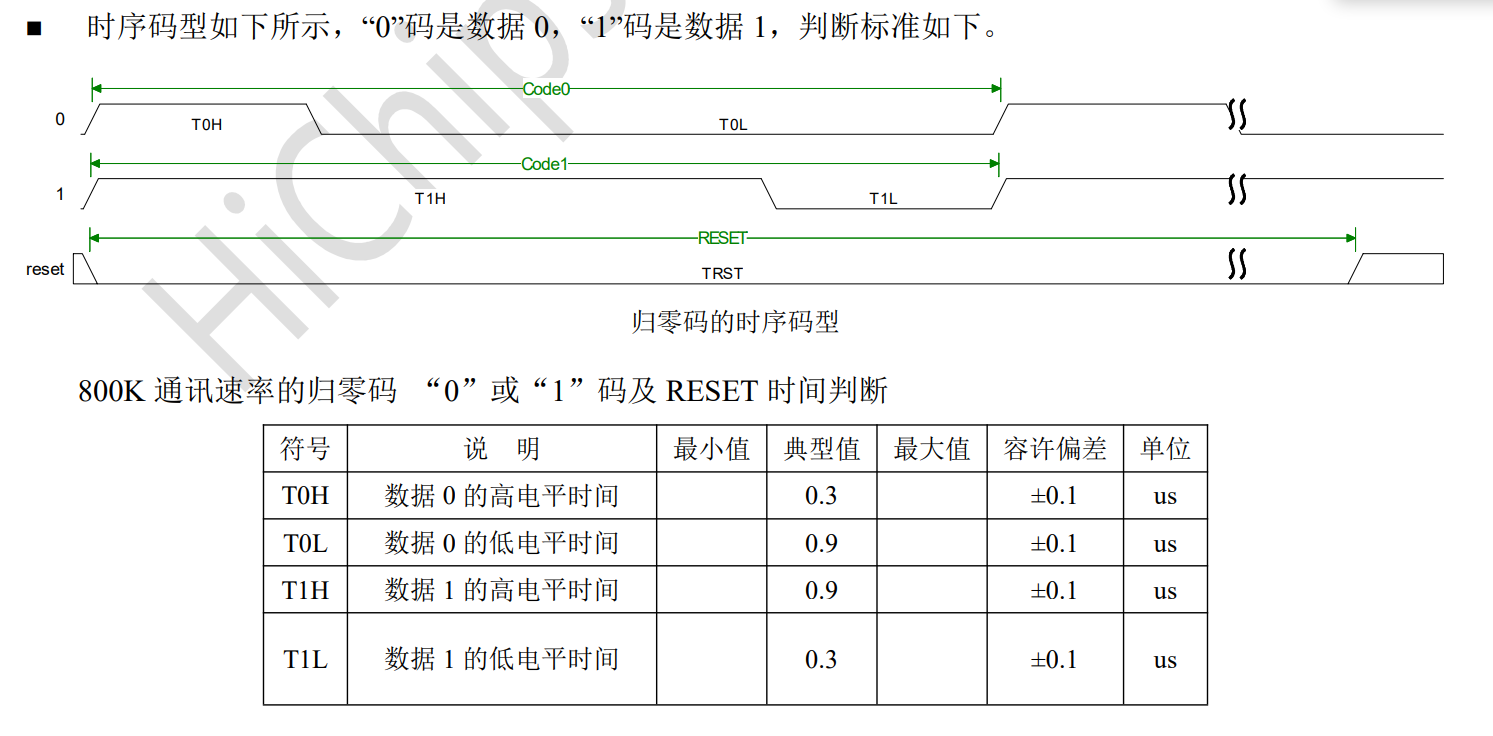 ■ 时序码型如下所示，“0”码是数据 0，“1”码是数据 1，判断标准如下。
Code0
0 T0H T0L
Code1
1 T1H T1L
RESET
reset TRST
归零码的时序码型
800K 通讯速率的归零码 “0”或“1”码及 RESET 时间判断
符号 说 明 最小值 典型值 最大值 容许偏差 单位
T0H 数据 0 的高电平时间 0.3 ±0.1 us
T0L 数据 0 的低电平时间 0.9 ±0.1 us
T1H 数据 1 的高电平时间 0.9 ±0.1 us
T1L 数据 1 的低电平时间 0.3 ±0.1 us
HiChips